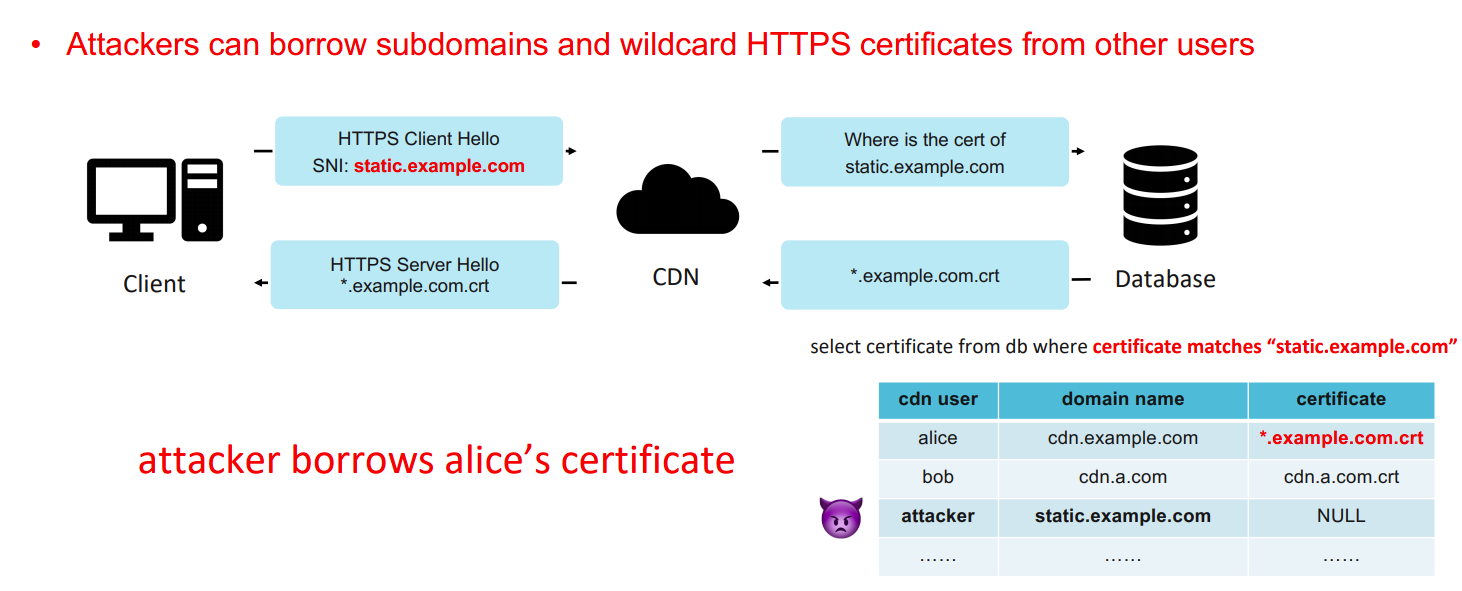 • Attackers can borrow subdomains and wildcard HTTPS certificates from other users
HTTPS Client Hello
SNI: static.example.com
Where is the cert of
static.example.com
HTTPS Server Hello
*.example.com.crt
*.example.com.crt
Client
CDN
Database
select certificate from db where certificate matches “static.example.com”
cdn user domain name certificate
alice cdn.example.com *.example.com.crt
bob cdn.a.com cdn.a.com.crt
attacker static.example.com NULL
…… …… ……
attacker borrows alice’s certificate